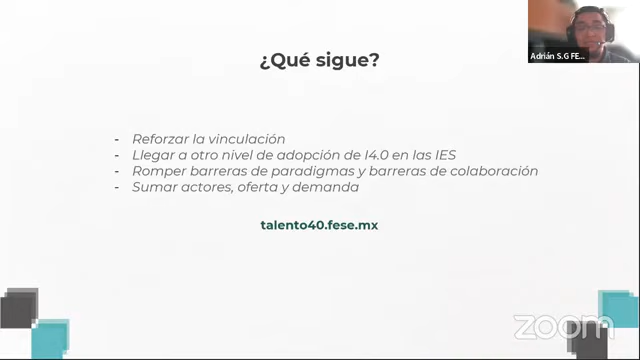 Adrián S.G FE...
¿Qué sigue?
- Reforzar la vinculación
- Llegar a otro nivel de adopción de I4.0 en las IES
- Romper barreras de paradigmas y barreras de colaboración
- Sumar actores, oferta y demanda
talento40.fese.mx
zoom